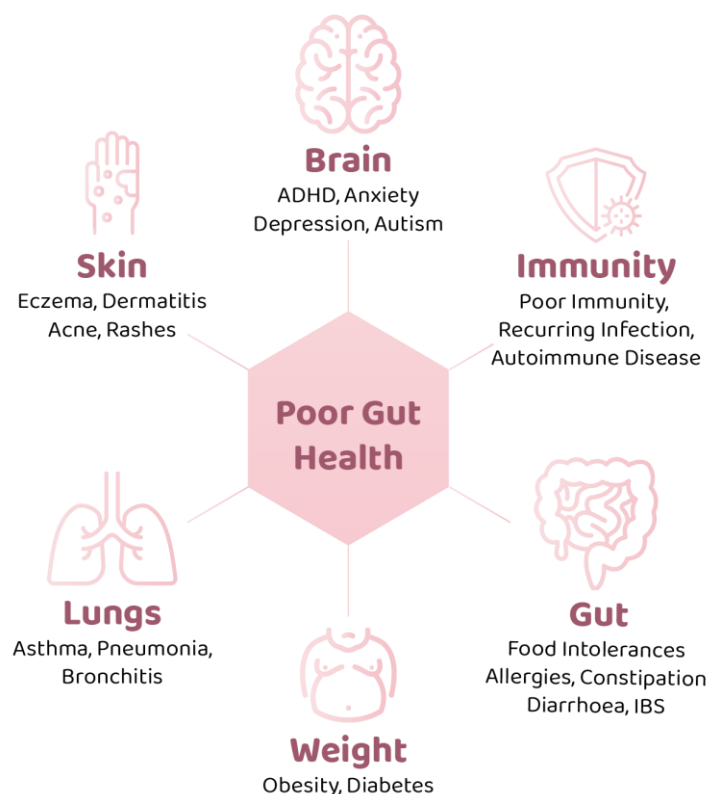 Brain
ADHD, Anxiety
Depression, Autism
Skin
Eczema, Dermatitis
Acne, Rashes
Immunity
Poor Immunity,
Recurring Infection,
Autoimmune Disease
Poor Gut
Health
Lungs
Asthma, Pneumonia,
Bronchitis
Gut
Food Intolerances
Allergies, Constipation
Diarrhoea, IBS
Weight
Obesity, Diabetes